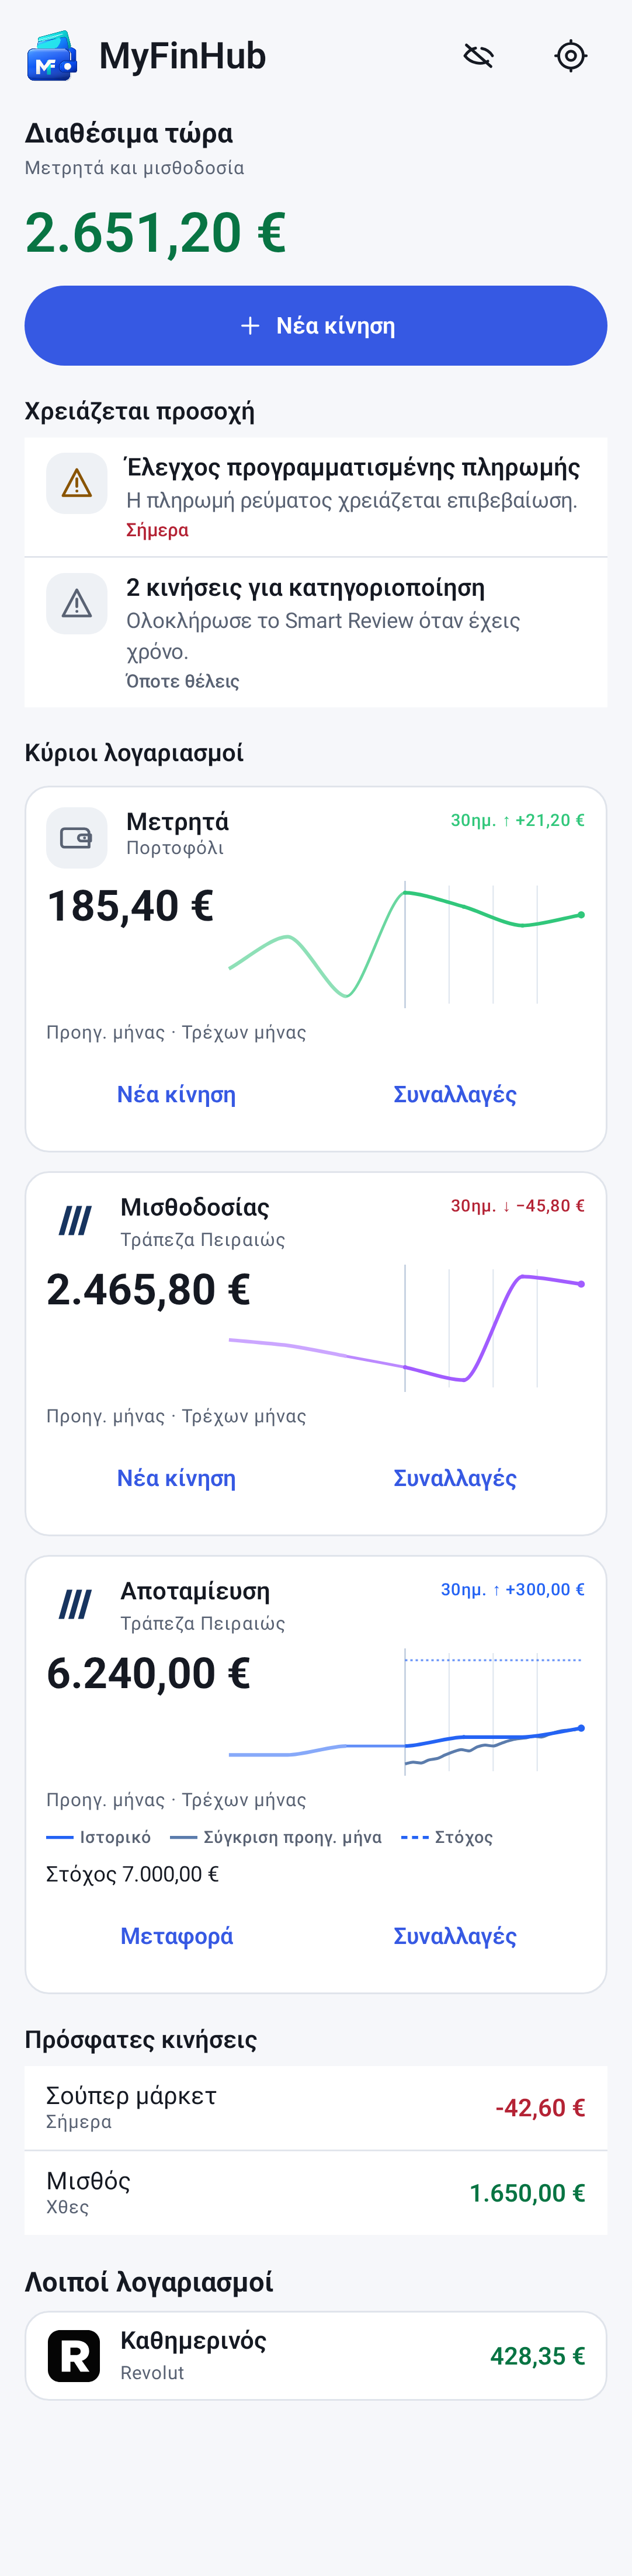 MF
MyFinHub
Διαθέσιμα τώρα
Μετρητά και μισθοδοσία
2.651,20 €
+ Νέα κίνηση
Χρειάζεται προσοχή
Έλεγχος προγραμματισμένης πληρωμής
Η πληρωμή ρεύματος χρειάζεται επιβεβαίωση.
Σήμερα
2 κινήσεις για κατηγοριοποίηση
Ολοκλήρωσε το Smart Review όταν έχεις
χρόνο.
Όποτε θέλεις
Κύριοι λογαριασμοί
Μετρητά
30ημ. ↑ +21,20 €
Πορτοφόλι
185,40 €
Προηγ. μήνας · Τρέχων μήνας
Νέα κίνηση Συναλλαγές
Μισθοδοσίας
30ημ. ↓ −45,80 €
Τράπεζα Πειραιώς
2.465,80 €
Προηγ. μήνας · Τρέχων μήνας
Νέα κίνηση Συναλλαγές
Αποταμίευση
30ημ. ↑ +300,00 €
Τράπεζα Πειραιώς
6.240,00 €
Προηγ. μήνας · Τρέχων μήνας
Ιστορικό Σύγκριση προηγ. μήνα Στόχος
Στόχος 7.000,00 €
Μεταφορά Συναλλαγές
Πρόσφατες κινήσεις
Σούπερ μάρκετ
Σήμερα
-42,60 €
Μισθός
Χθες
1.650,00 €
Λοιποί λογαριασμοί
R
Καθημερινός
Revolut
428,35 €